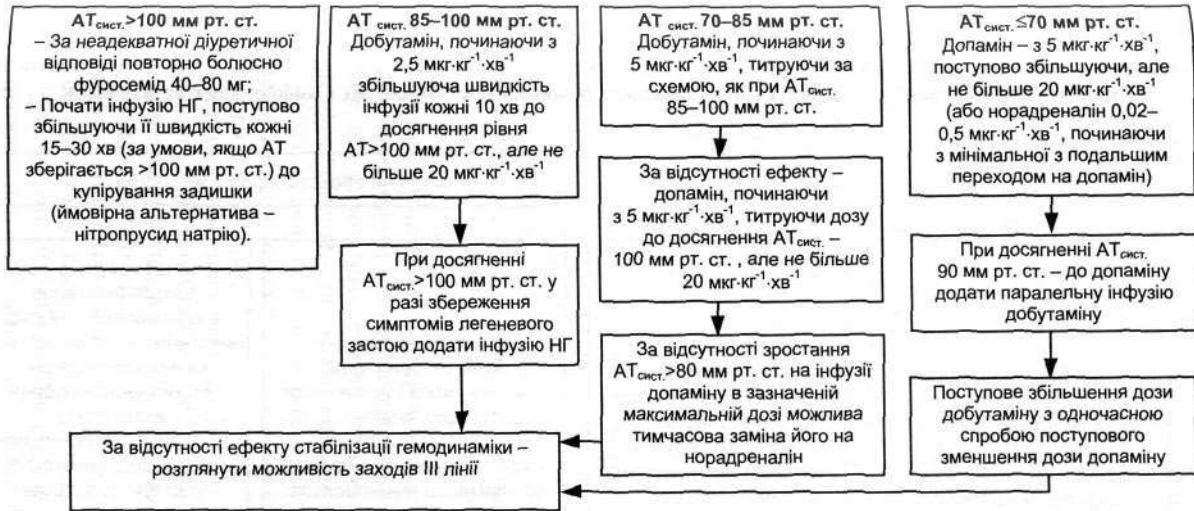 АТсист.>100 мм рт. ст.
– За неадекватної діуретичної
відповіді повторно болюсно
фуросемід 40–80 мг;
– Почати інфузію НГ, поступово
збільшуючи її швидкість кожні
15–30 хв (за умови, якщо АТ
зберігається >100 мм рт. ст.) до
купірування задишки
(ймовірна альтернатива –
нітропрусид натрію).
АТсист. 85–100 мм рт. ст.
Добутамін, починаючи з
2,5 мкг·кг⁻¹·хв⁻¹
збільшуюча швидкість
інфузії кожні 10 хв до
досягнення рівня
АТ>100 мм рт. ст., але не
більше 20 мкг·кг⁻¹·хв⁻¹
При досягненні
АТсист.>100 мм рт. ст. у
разі збереження
симптомів легеневого
застою додати інфузію НГ
АТсист. 70–85 мм рт. ст.
Добутамін, починаючи з
5 мкг·кг⁻¹·хв⁻¹, титруючи за
схемою, як при АТсист.
85–100 мм рт. ст.
За відсутності ефекту –
допамін, починаючи
з 5 мкг·кг⁻¹·хв⁻¹, титруючи дозу
до досягнення АТсист. –
100 мм рт. ст. , але не більше
20 мкг·кг⁻¹·хв⁻¹
За відсутності зростання
АТсист.>80 мм рт. ст. на інфузії
допаміну в зазначеній
максимальній дозі можлива
тимчасова заміна його на
норадреналін
АТсист.≤70 мм рт. ст.
Допамін – з 5 мкг·кг⁻¹·хв⁻¹,
поступово збільшуючи, але
не більше 20 мкг·кг⁻¹·хв⁻¹
(або норадреналін 0,02–
0,5 мкг·кг⁻¹·хв⁻¹, починаючи
з мінімальної з подальшим
переходом на допамін)
При досягненні АТсист.
90 мм рт. ст. – до допаміну
додати паралельну інфузію
добутаміну
Поступове збільшення дози
добутаміну з одночасною
спробою поступового
зменшення дози допаміну
За відсутності ефекту стабілізації гемодинаміки –
розглянути можливість заходів III лінії